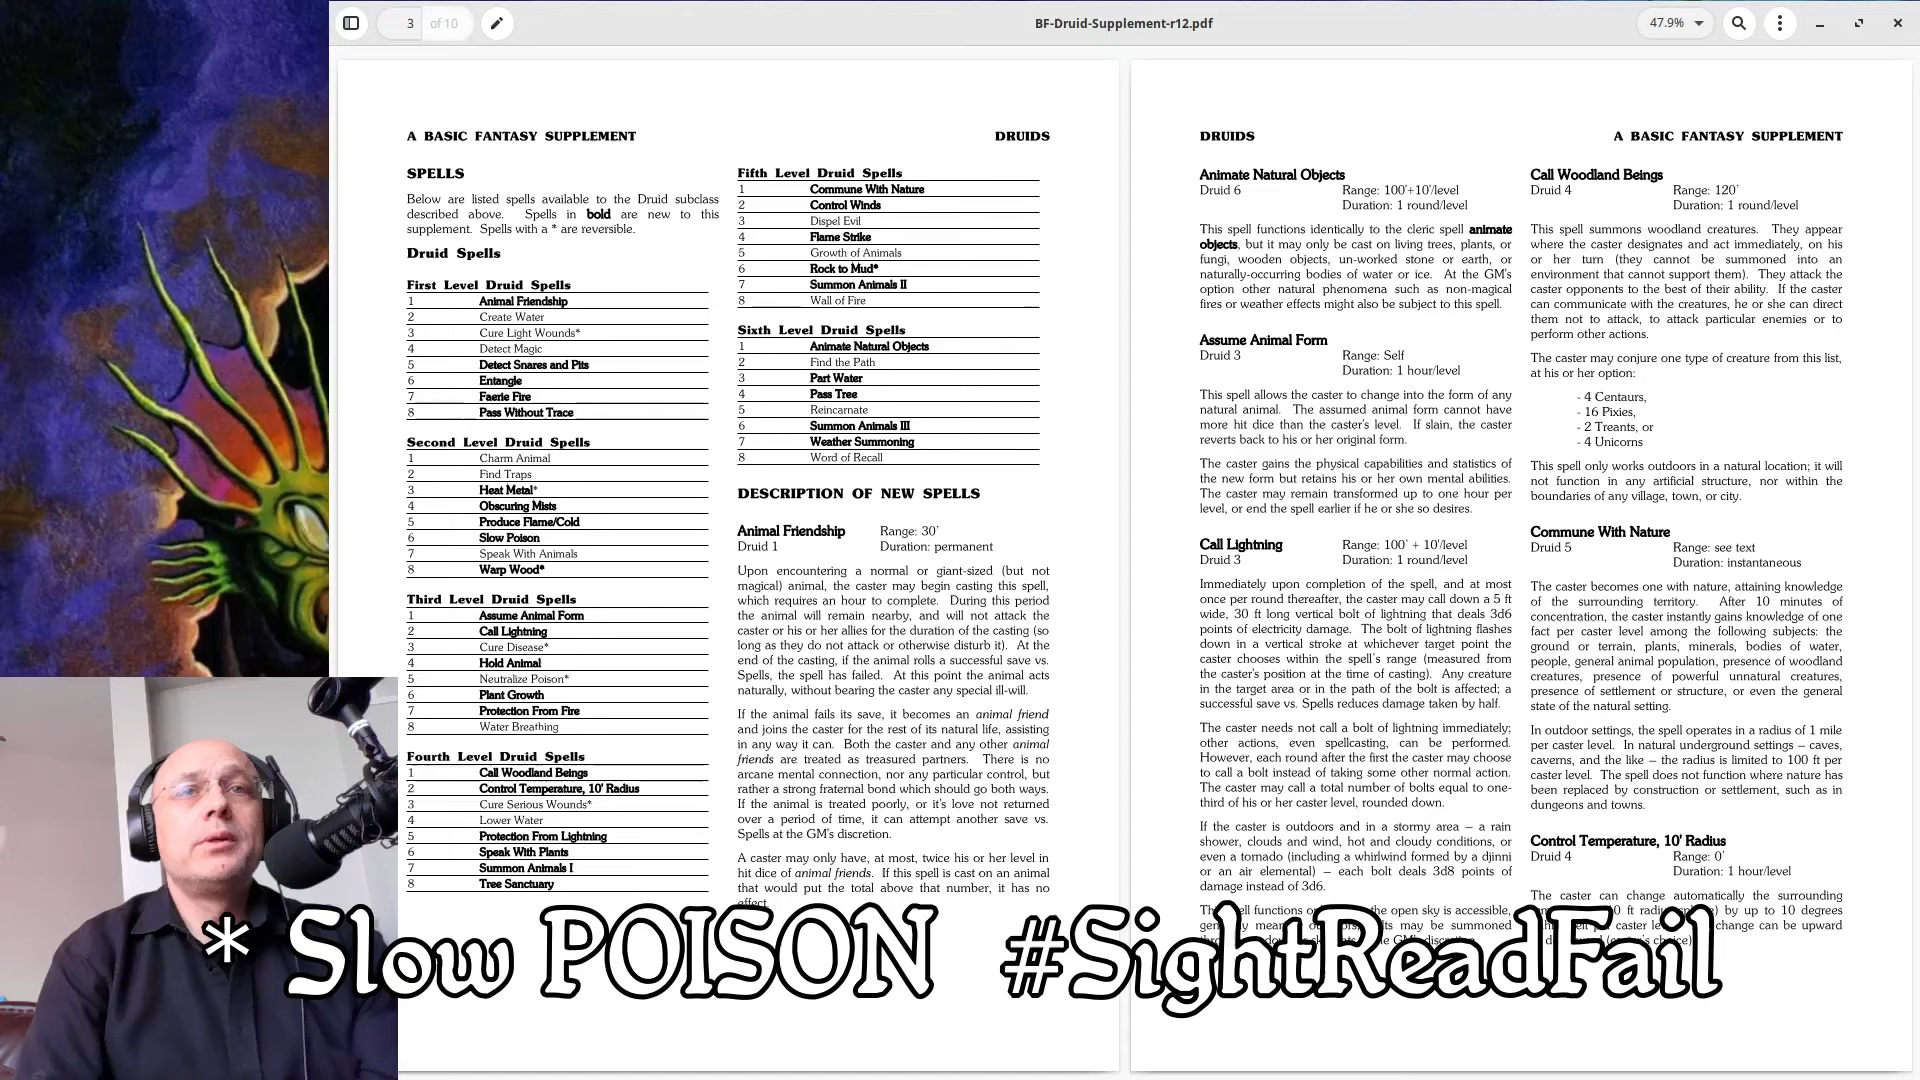 3 of 10
BF-Druid-Supplement-r12.pdf
47.9%
A BASIC FANTASY SUPPLEMENT DRUIDS
SPELLS
Below are listed spells available to the Druid subclass
described above. Spells in bold are new to this
supplement. Spells with a * are reversible.
Druid Spells
First Level Druid Spells
1 Animal Friendship
2 Create Water
3 Cure Light Wounds*
4 Detect Magic
5 Detect Snares and Pits
6 Entangle
7 Faerie Fire
8 Pass Without Trace
Second Level Druid Spells
1 Charm Animal
2 Find Traps
3 Heat Metal*
4 Obscuring Mists
5 Produce Flame/Cold
6 Slow Poison
7 Speak With Animals
8 Warp Wood*
Third Level Druid Spells
1 Assume Animal Form
2 Call Lightning
3 Cure Disease*
4 Hold Animal
5 Neutralize Poison*
6 Plant Growth
7 Protection From Fire
8 Water Breathing
Fourth Level Druid Spells
1 Call Woodland Beings
2 Control Temperature, 10' Radius
3 Cure Serious Wounds*
4 Lower Water
5 Protection From Lightning
6 Speak With Plants
7 Summon Animals I
8 Tree Sanctuary
Fifth Level Druid Spells
1 Commune With Nature
2 Control Winds
3 Dispel Evil
4 Flame Strike
5 Growth of Animals
6 Rock to Mud*
7 Summon Animals II
8 Wall of Fire
Sixth Level Druid Spells
1 Animate Natural Objects
2 Find the Path
3 Part Water
4 Pass Tree
5 Reincarnate
6 Summon Animals III
7 Weather Summoning
8 Word of Recall
DESCRIPTION OF NEW SPELLS
Animal Friendship Range: 30'
Druid 1 Duration: permanent
Upon encountering a normal or giant-sized (but not
magical) animal, the caster may begin casting this spell,
which requires an hour to complete. During this period
the animal will remain nearby, and will not attack the
caster or his or her allies for the duration of the casting (so
long as they do not attack or otherwise disturb it). At the
end of the casting, if the animal rolls a successful save vs.
Spells, the spell has failed. At this point the animal acts
naturally, without bearing the caster any special ill-will.
If the animal fails its save, it becomes an animal friend
and joins the caster for the rest of its natural life, assisting
in any way it can. Both the caster and any other animal
friends are treated as treasured partners. There is no
arcane mental connection, nor any particular control, but
rather a strong fraternal bond which should go both ways.
If the animal is treated poorly, or it's love not returned
over a period of time, it can attempt another save vs.
Spells at the GM's discretion.
A caster may only have, at most, twice his or her level in
hit dice of animal friends. If this spell is cast on an animal
that would put the total above that number, it has no
effect.
DRUIDS A BASIC FANTASY SUPPLEMENT
Animate Natural Objects
Druid 6 Range: 100'+10'/level
Duration: 1 round/level
This spell functions identically to the cleric spell animate
objects, but it may only be cast on living trees, plants, or
fungi, wooden objects, un-worked stone or earth, or
naturally-occurring bodies of water or ice. At the GM's
option other natural phenomena such as non-magical
fires or weather effects might also be subject to this spell.
Assume Animal Form
Druid 3 Range: Self
Duration: 1 hour/level
This spell allows the caster to change into the form of any
natural animal. The assumed animal form cannot have
more hit dice than the caster's level. If slain, the caster
reverts back to his or her original form.
The caster gains the physical capabilities and statistics of
the new form but retains his or her own mental abilities.
The caster may remain transformed up to one hour per
level, or end the spell earlier if he or she so desires.
Call Lightning Range: 100' + 10'/level
Druid 3 Duration: 1 round/level
Immediately upon completion of the spell, and at most
once per round thereafter, the caster may call down a 5 ft
wide, 30 ft long vertical bolt of lightning that deals 3d6
points of electricity damage. The bolt of lightning flashes
down in a vertical stroke at whichever target point the
caster chooses within the spell's range (measured from
the caster's position at the time of casting). Any creature
in the target area or in the path of the bolt is affected; a
successful save vs. Spells reduces damage taken by half.
The caster needs not call a bolt of lightning immediately;
other actions, even spellcasting, can be performed.
However, each round after the first the caster may choose
to call a bolt instead of taking some other normal action.
The caster may call a total number of bolts equal to one-
third of his or her caster level, rounded down.
If the caster is outdoors and in a stormy area – a rain
shower, clouds and wind, hot and cloudy conditions, or
even a tornado (including a whirlwind formed by a djinni
or an air elemental) – each bolt deals 3d8 points of
damage instead of 3d6.
the open sky is accessible,
may be summoned
Call Woodland Beings
Druid 4 Range: 120'
Duration: 1 round/level
This spell summons woodland creatures. They appear
where the caster designates and act immediately, on his
or her turn (they cannot be summoned into an
environment that cannot support them). They attack the
caster opponents to the best of their ability. If the caster
can communicate with the creatures, he or she can direct
them not to attack, to attack particular enemies or to
perform other actions.
The caster may conjure one type of creature from this list,
at his or her option:
- 4 Centaurs,
- 16 Pixies,
- 2 Treants, or
- 4 Unicorns
This spell only works outdoors in a natural location; it will
not function in any artificial structure, nor within the
boundaries of any village, town, or city.
Commune With Nature
Druid 5 Range: see text
Duration: instantaneous
The caster becomes one with nature, attaining knowledge
of the surrounding territory. After 10 minutes of
concentration, the caster instantly gains knowledge of one
fact per caster level among the following subjects: the
ground or terrain, plants, minerals, bodies of water,
people, general animal population, presence of woodland
creatures, presence of powerful unnatural creatures,
presence of settlement or structure, or even the general
state of the natural setting.
In outdoor settings, the spell operates in a radius of 1 mile
per caster level. In natural underground settings – caves,
caverns, and the like – the radius is limited to 100 ft per
caster level. The spell does not function where nature has
been replaced by construction or settlement, such as in
dungeons and towns.
Control Temperature, 10' Radius
Druid 4 Range: 0'
Duration: 1 hour/level
The caster can change automatically the surrounding
by up to 10 degrees
caster change can be upward
* Slow POISON #SightReadFail